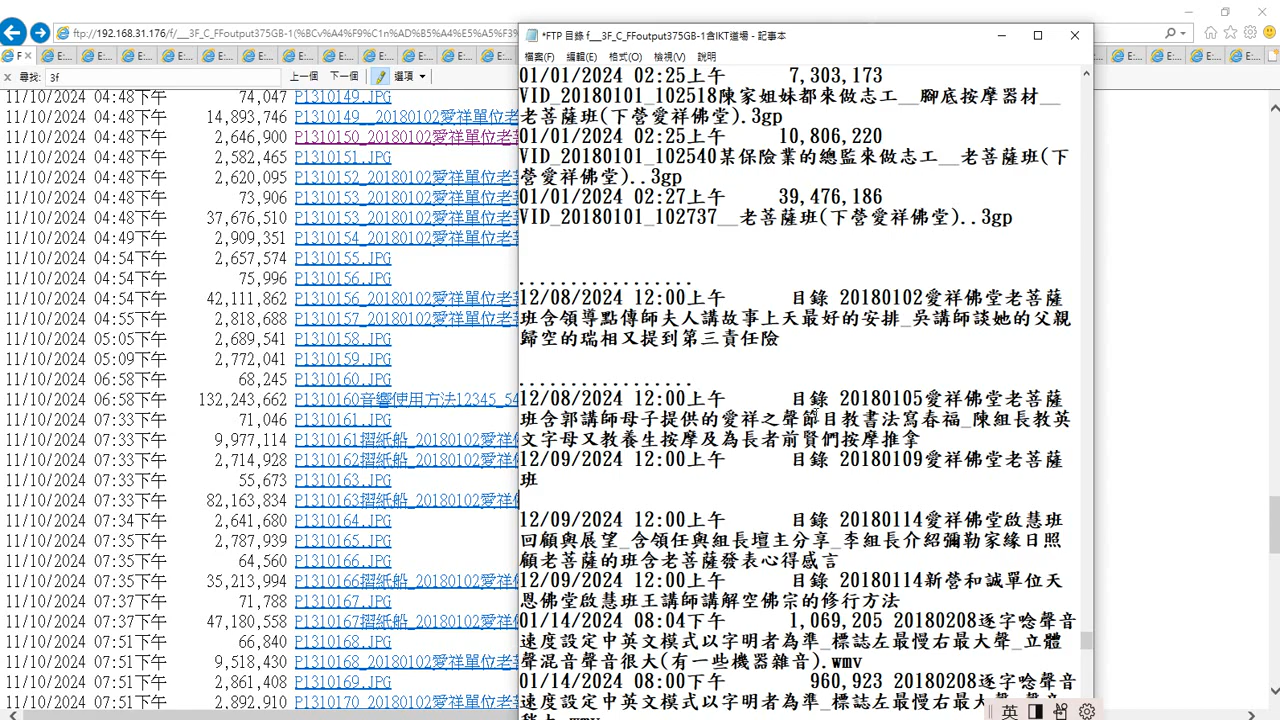 ftp://192.168.31.176/f/___3F_C_FFoutput375GB-1(%BCv%A4%F9%C1n%AD%B5%E4%E5%A5%F
尋找: 3f 上一個 下一個 選項
11/10/2024 04:48下午 74,047 P1310149.JPG
11/10/2024 04:48下午 14,893,746 P1310149__20180102愛祥單位老
11/10/2024 04:48下午 2,646,900 P1310150_20180102愛祥單位老菩
11/10/2024 04:48下午 2,582,465 P1310151.JPG
11/10/2024 04:48下午 2,620,095 P1310152_20180102愛祥單位老菩
11/10/2024 04:48下午 73,906 P1310153_20180102愛祥單位老菩
11/10/2024 04:48下午 37,676,510 P1310153_20180102愛祥單位老菩
11/10/2024 04:49下午 2,909,351 P1310154_20180102愛祥單位老菩
11/10/2024 04:54下午 2,657,574 P1310155.JPG
11/10/2024 04:54下午 75,996 P1310156.JPG
11/10/2024 04:54下午 42,111,862 P1310156_20180102愛祥單位老菩
11/10/2024 04:55下午 2,818,688 P1310157_20180102愛祥單位老菩
11/10/2024 05:05下午 2,689,541 P1310158.JPG
11/10/2024 05:09下午 2,772,041 P1310159.JPG
11/10/2024 06:58下午 68,245 P1310160.JPG
11/10/2024 06:58下午 132,243,662 P1310160音響使用方法12345_54
11/10/2024 07:33下午 71,046 P1310161.JPG
11/10/2024 07:33下午 9,977,114 P1310161摺紙船_20180102愛祥單
11/10/2024 07:33下午 2,714,928 P1310162摺紙船_20180102愛祥單
11/10/2024 07:33下午 55,673 P1310163.JPG
11/10/2024 07:33下午 82,163,834 P1310163摺紙船_20180102愛祥
11/10/2024 07:34下午 2,641,680 P1310164.JPG
11/10/2024 07:37下午 2,787,939 P1310165.JPG
11/10/2024 07:37下午 64,560 P1310166.JPG
11/10/2024 07:37下午 35,213,994 P1310166摺紙船_20180102愛祥單
11/10/2024 07:37下午 71,788 P1310167.JPG
11/10/2024 07:37下午 47,180,558 P1310167摺紙船_20180102愛祥單
11/10/2024 07:51下午 66,840 P1310168.JPG
11/10/2024 07:51下午 9,518,430 P1310168_20180102愛祥單位老菩
11/10/2024 07:51下午 2,861,408 P1310169.JPG
11/10/2024 07:51下午 2,892,910 P1310170_20180102愛祥單位老菩
*FTP 目錄 f___3F_C_FFoutput375GB-1含IKT道場 - 記事本
檔案(F) 編輯(E) 格式(O) 檢視(V) 說明
01/01/2024 02:25上午 7,303,173
VID_20180101_102518陳家姐妹都來做志工__腳底按摩器材__
老菩薩班(下營愛祥佛堂).3gp
01/01/2024 02:25上午 10,806,220
VID_20180101_102540某保險業的總監來做志工__老菩薩班(下
營愛祥佛堂)..3gp
01/01/2024 02:27上午 39,476,186
VID_20180101_102737__老菩薩班(下營愛祥佛堂)..3gp
.................
12/08/2024 12:00上午 目錄 20180102愛祥佛堂老菩薩
班含領導點傳師夫人講故事上天最好的安排_吳講師談她的父親
歸空的瑞相又提到第三責任險
.................
12/08/2024 12:00上午 目錄 20180105愛祥佛堂老菩薩
班含郭講師母子提供的愛祥之聲節目教書法寫春福_陳組長教英
文字母又教養生按摩及為長者前賢們按摩推拿
12/09/2024 12:00上午 目錄 20180109愛祥佛堂老菩薩
班
12/09/2024 12:00上午 目錄 20180114愛祥佛堂啟慧班
回顧與展望_含領任與組長壇主分享_李組長介紹彌勒家緣日照
顧老菩薩的班含老菩薩發表心得感言
12/09/2024 12:00上午 目錄 20180114新營和誠單位天
恩佛堂啟慧班王講師講解空佛宗的修行方法
01/14/2024 08:04下午 1,069,205 20180208逐字唸聲音
速度設定中英文模式以字明者為準_標誌左最慢右最大聲_立體
聲混音聲音很大(有一些機器雜音).wmv
01/14/2024 08:00下午 960,923 20180208逐字唸聲音
速度設定中英文模式以字明者為準_標誌左最慢右最大
英